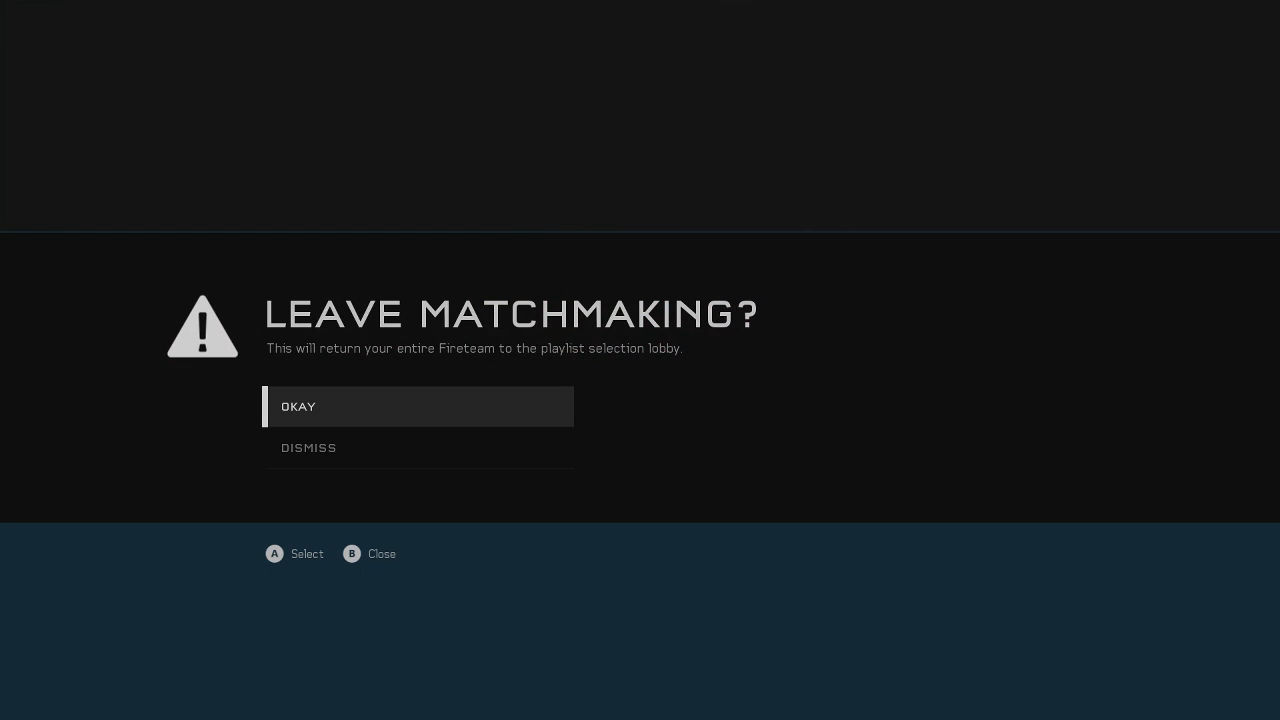 LEAVE MATCHMAKING?
This will return your entire Fireteam to the playlist selection lobby.
OKAY
DISMISS
A Select B Close